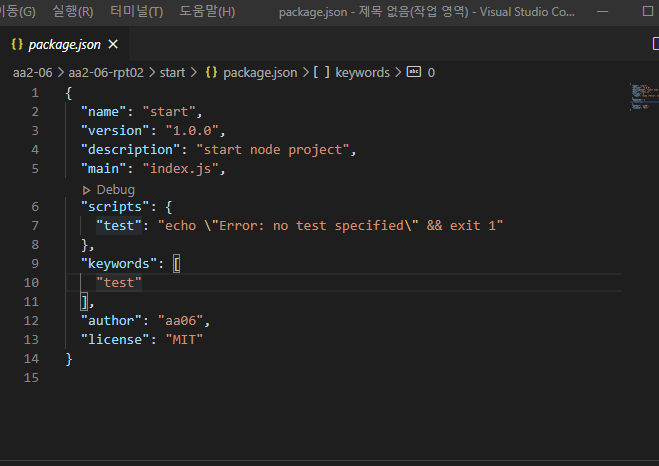 이동(G) 실행(R) 터미널(T) 도움말(H) package.json - 제목 없음(작업 영역) - Visual Studio Co...
{} package.json ×
aa2-06 > aa2-06-rpt02 > start > {} package.json > [ ] keywords > abc 0
1 {
2 "name": "start",
3 "version": "1.0.0",
4 "description": "start node project",
5 "main": "index.js",
Debug
6 "scripts": {
7 "test": "echo \"Error: no test specified\" && exit 1"
8 },
9 "keywords": [
10 "test"
11 ],
12 "author": "aa06",
13 "license": "MIT"
14 }
15